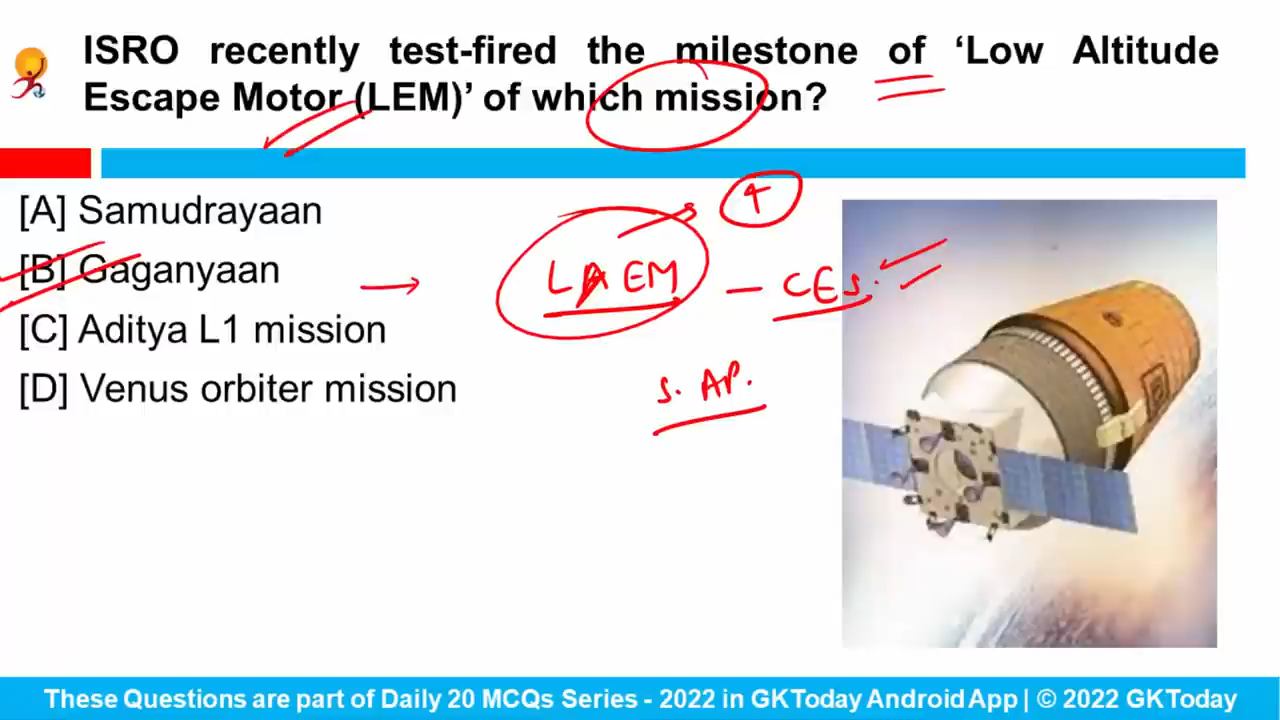 ISRO recently test-fired the milestone of ‘Low Altitude
Escape Motor (LEM)’ of which mission?
[A] Samudrayaan
[B] Gaganyaan
[C] Aditya L1 mission
[D] Venus orbiter mission
LAEM - CES.
S. AP.
These Questions are part of Daily 20 MCQs Series - 2022 in GKToday Android App | © 2022 GKToday